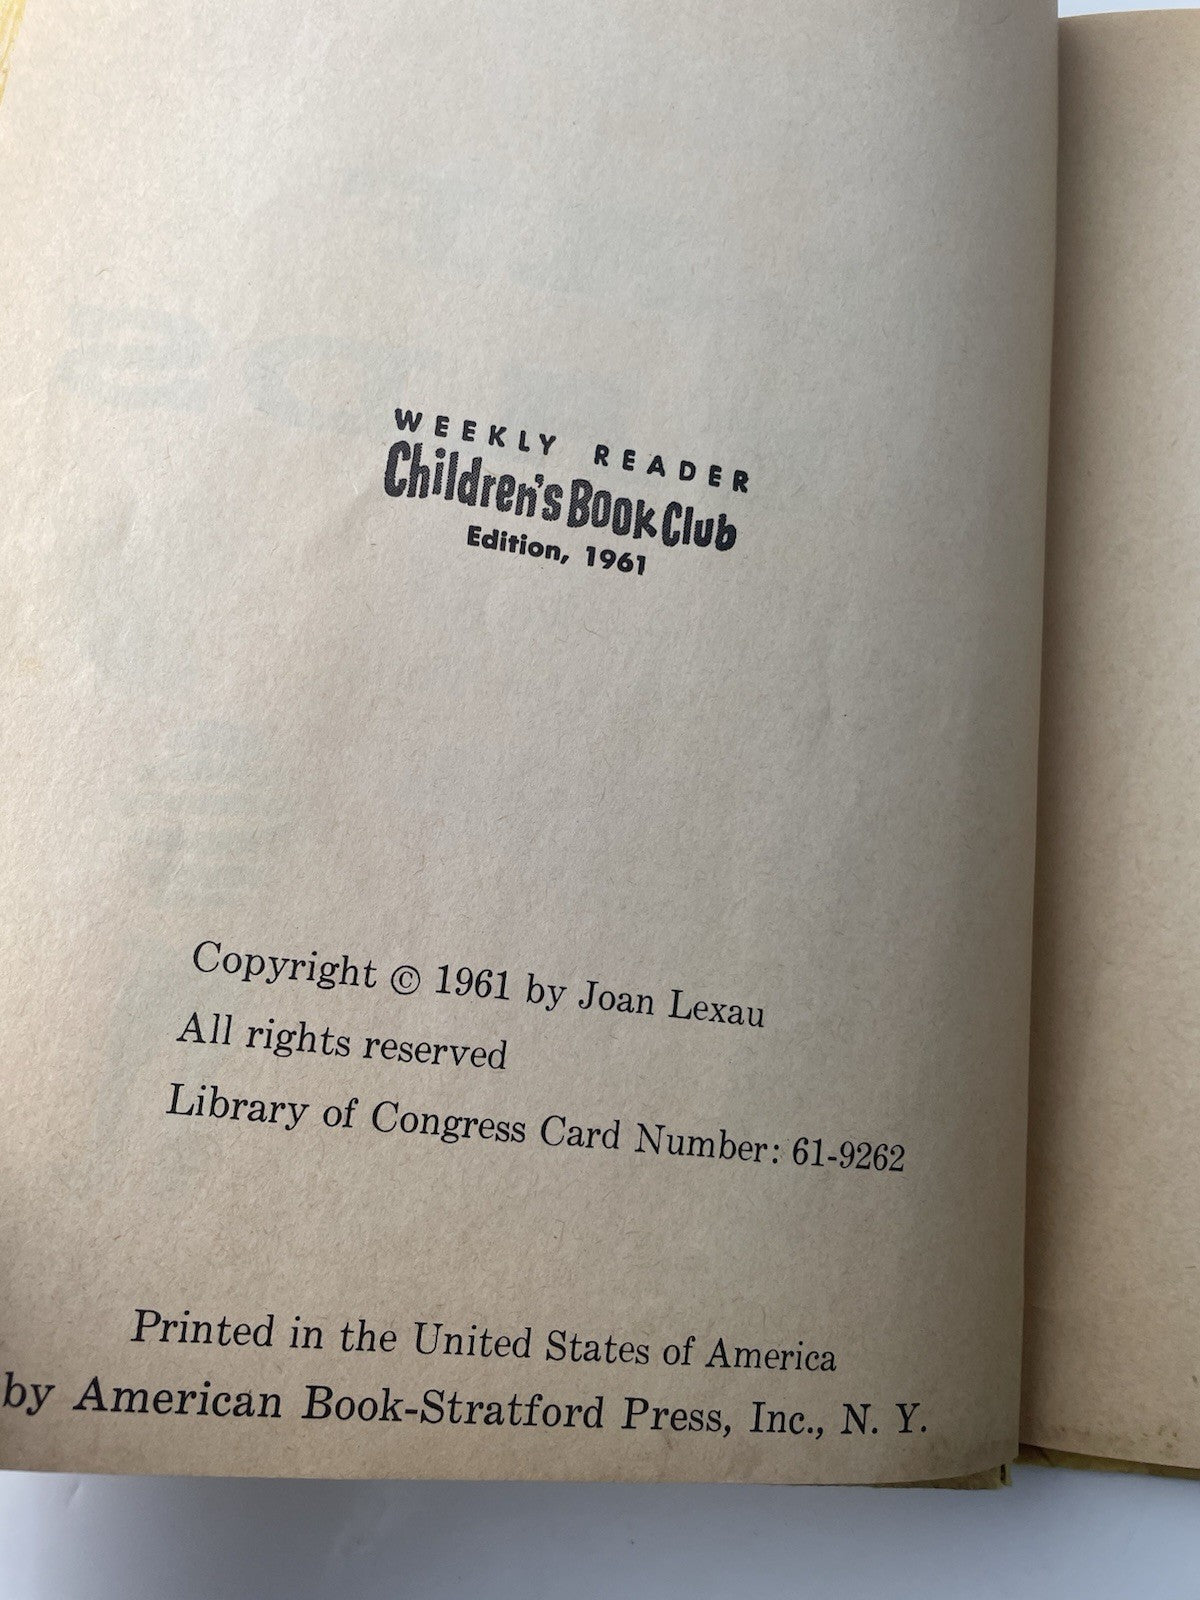 WEEKLY READER
Children's Book Club
Edition, 1961
Copyright © 1961 by Joan Lexau
All rights reserved
Library of Congress Card Number: 61-9262
Printed in the United States of America
by American Book-Stratford Press, Inc., N. Y.